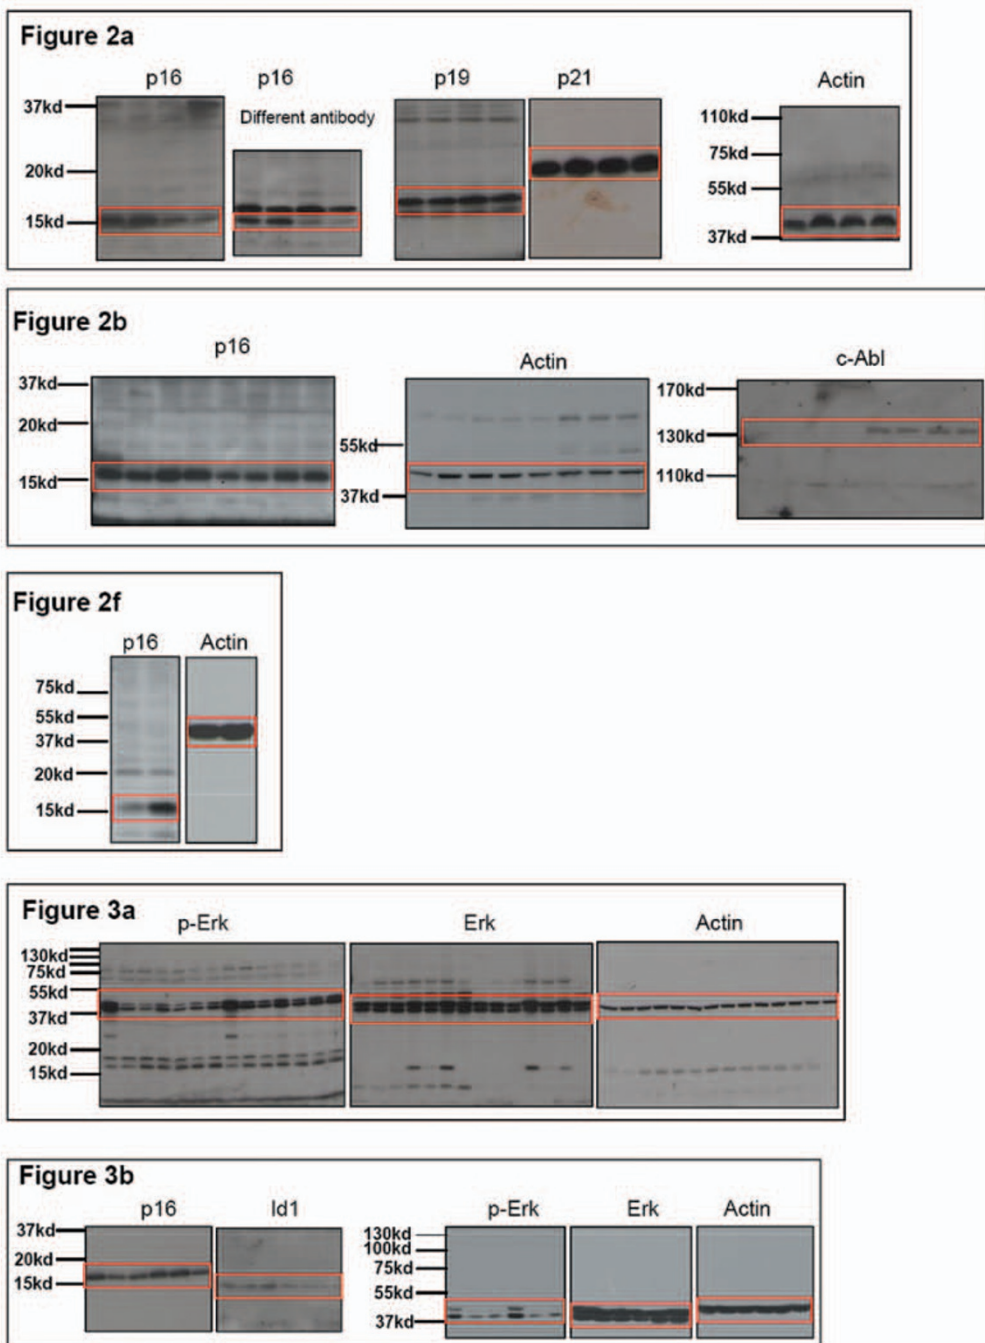 Figure 2a
p16
p16
p19
p21
Actin
Different antibody
37kd
20kd
15kd
110kd
75kd
55kd
37kd
Figure 2b
p16
Actin
c-Abl
37kd
20kd
15kd
55kd
37kd
170kd
130kd
110kd
Figure 2f
p16
Actin
75kd
55kd
37kd
20kd
15kd
Figure 3a
p-Erk
Erk
Actin
130kd
75kd
55kd
37kd
20kd
15kd
Figure 3b
p16
Id1
p-Erk
Erk
Actin
37kd
20kd
15kd
130kd
100kd
75kd
55kd
37kd